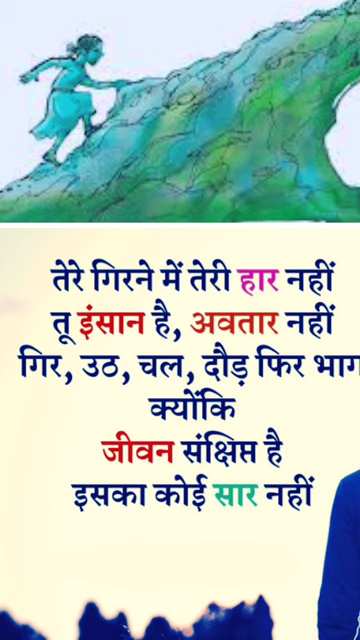 तेरे गिरने में तेरी हार नहीं
तू इंसान है, अवतार नहीं
गिर, उठ, चल, दौड़ फिर भाग
क्योंकि
जीवन संक्षिप्त है
इसका कोई सार नहीं